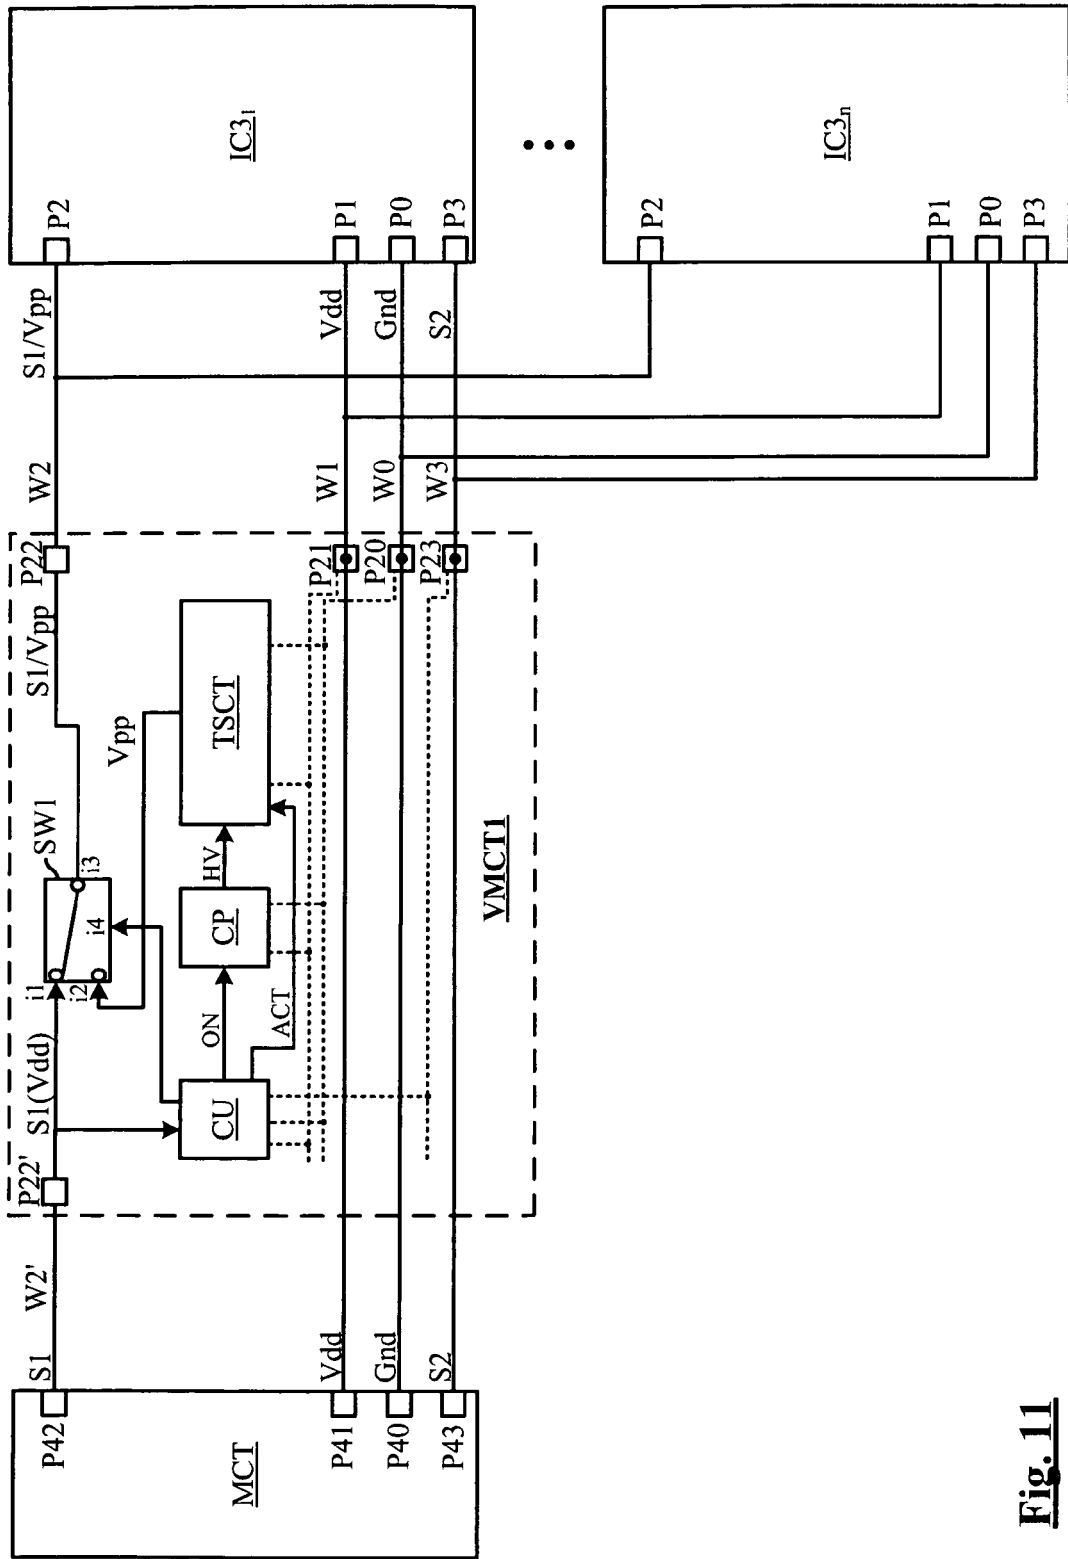 MCT
P42
P41
P40
P43
S1
Vdd
Gnd
S2
W2'
P22'
S1(Vdd)
i1
i2
i3
i4
SW1
CU
ON
ACT
CP
HV
TSCT
Vpp
S1/Vpp
P22
P21
P20
P23
VMCT1
W2
W1
W0
W3
S1/Vpp
Vdd
Gnd
S2
P2
P1
P0
P3
IC3₁
...
P2
P1
P0
P3
IC3ₙ
Fig. 11